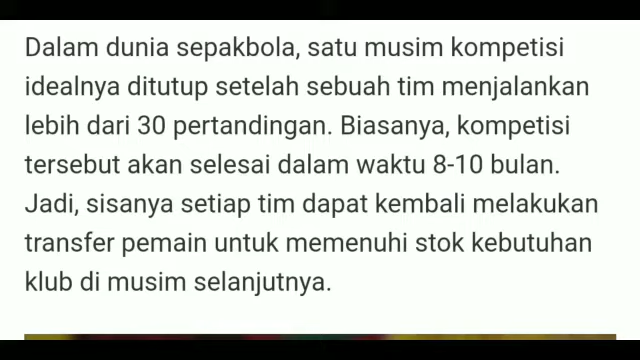 Dalam dunia sepakbola, satu musim kompetisi
idealnya ditutup setelah sebuah tim menjalankan
lebih dari 30 pertandingan. Biasanya, kompetisi
tersebut akan selesai dalam waktu 8-10 bulan.
Jadi, sisanya setiap tim dapat kembali melakukan
transfer pemain untuk memenuhi stok kebutuhan
klub di musim selanjutnya.